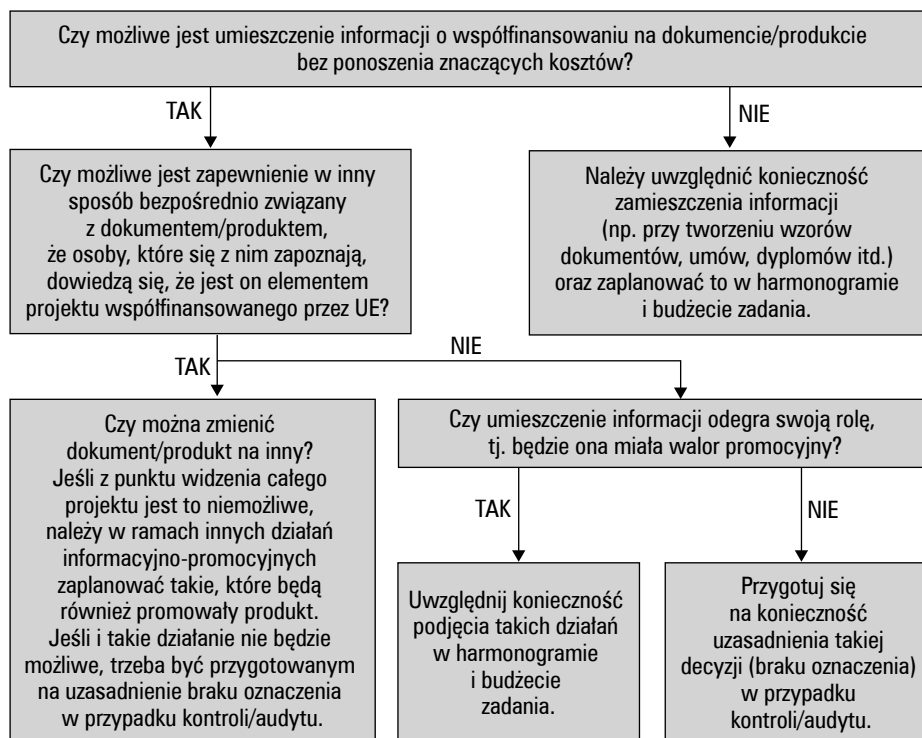 Czy możliwe jest umieszczenie informacji o współfinansowaniu na dokumencie/produkcie
bez ponoszenia znaczących kosztów?
TAK
NIE
Czy możliwe jest zapewnienie w inny
sposób bezpośrednio związany
z dokumentem/produktem,
że osoby, które się z nim zapoznają,
dowiedzą się, że jest on elementem
projektu współfinansowanego przez UE?
Należy uwzględnić konieczność
zamieszczenia informacji
(np. przy tworzeniu wzorów
dokumentów, umów, dyplomów itd.)
oraz zaplanować to w harmonogramie
i budżecie zadania.
TAK
NIE
Czy można zmienić
dokument/produkt na inny?
Jeśli z punktu widzenia całego
projektu jest to niemożliwe,
należy w ramach innych działań
informacyjno-promocyjnych
zaplanować takie, które będą
również promowały produkt.
Jeśli i takie działanie nie będzie
możliwe, trzeba być przygotowanym
na uzasadnienie braku oznaczenia
w przypadku kontroli/audytu.
Czy umieszczenie informacji odegra swoją rolę,
tj. będzie ona miała walor promocyjny?
TAK
NIE
Uwzględnij konieczność
podjęcia takich działań
w harmonogramie
i budżecie
zadania.
Przygotuj się
na konieczność
uzasadnienia takiej
decyzji (braku oznaczenia)
w przypadku
kontroli/audytu.